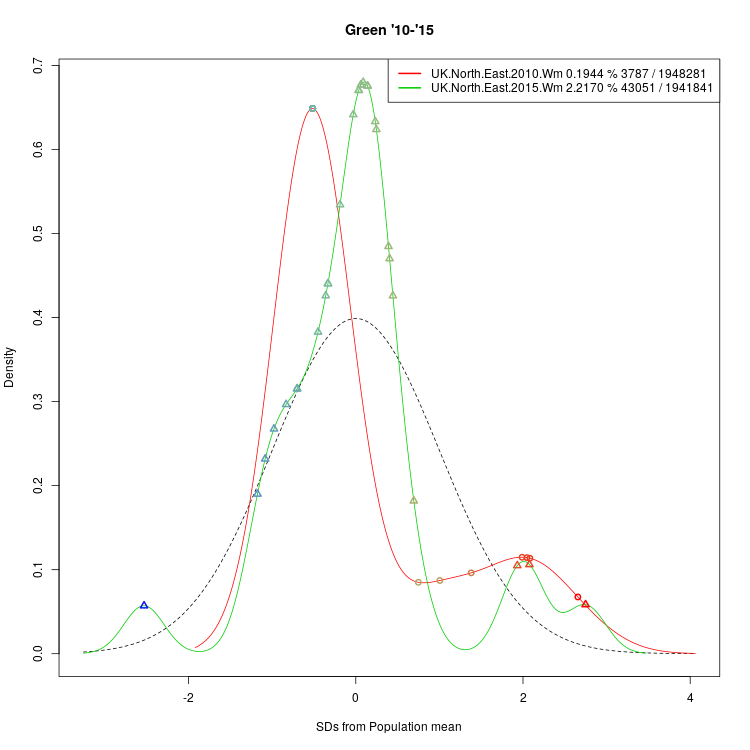 Green '10-'15
UK.North.East.2010.Wm 0.1944 % 3787 / 1948281
UK.North.East.2015.Wm 2.2170 % 43051 / 1941841
Density
0.7
0.6
0.5
0.4
0.3
0.2
0.1
0.0
-2 0 2 4
SDs from Population mean